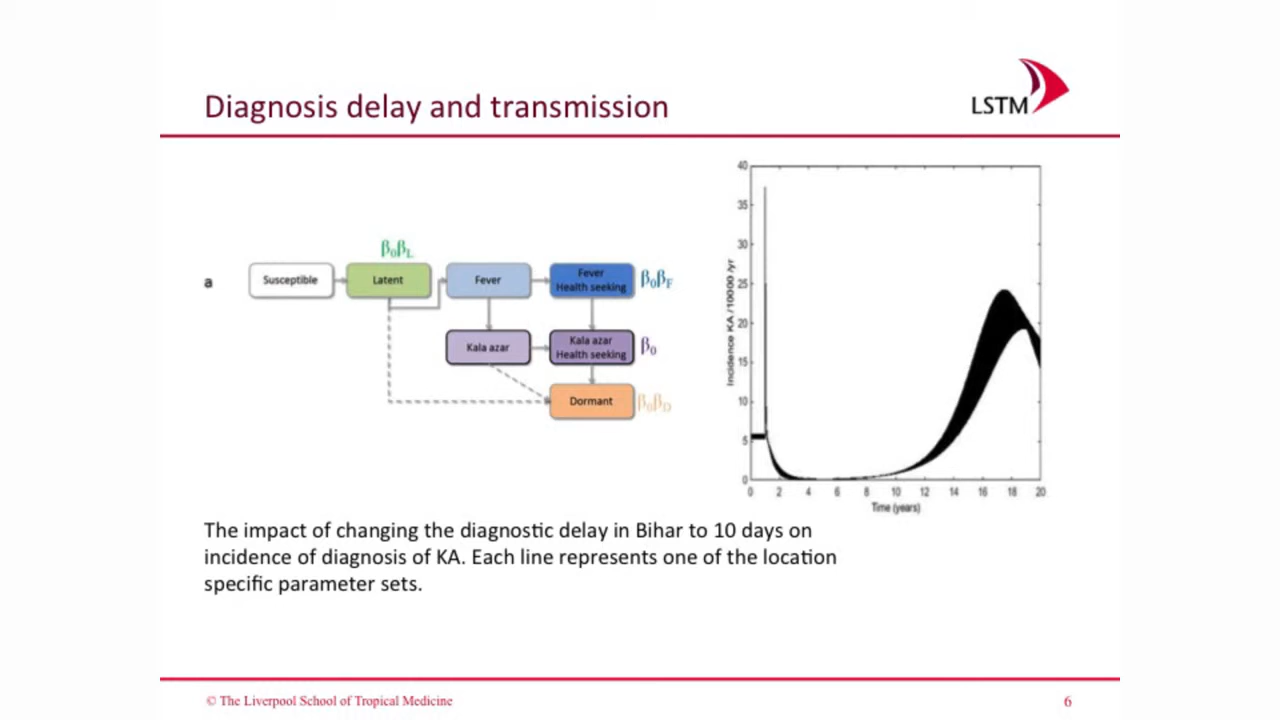 Diagnosis delay and transmission
LSTM
a
Susceptible
β₀β_L
Latent
Fever
Fever
Health seeking
β₀β_F
Kala azar
Kala azar
Health seeking
β₀
Dormant
β₀β_D
Incidence KA /10000 /yr
40
35
30
25
20
15
10
5
0
0 2 4 6 8 10 12 14 16 18 20
Time (years)
The impact of changing the diagnostic delay in Bihar to 10 days on
incidence of diagnosis of KA. Each line represents one of the location
specific parameter sets.
© The Liverpool School of Tropical Medicine
6